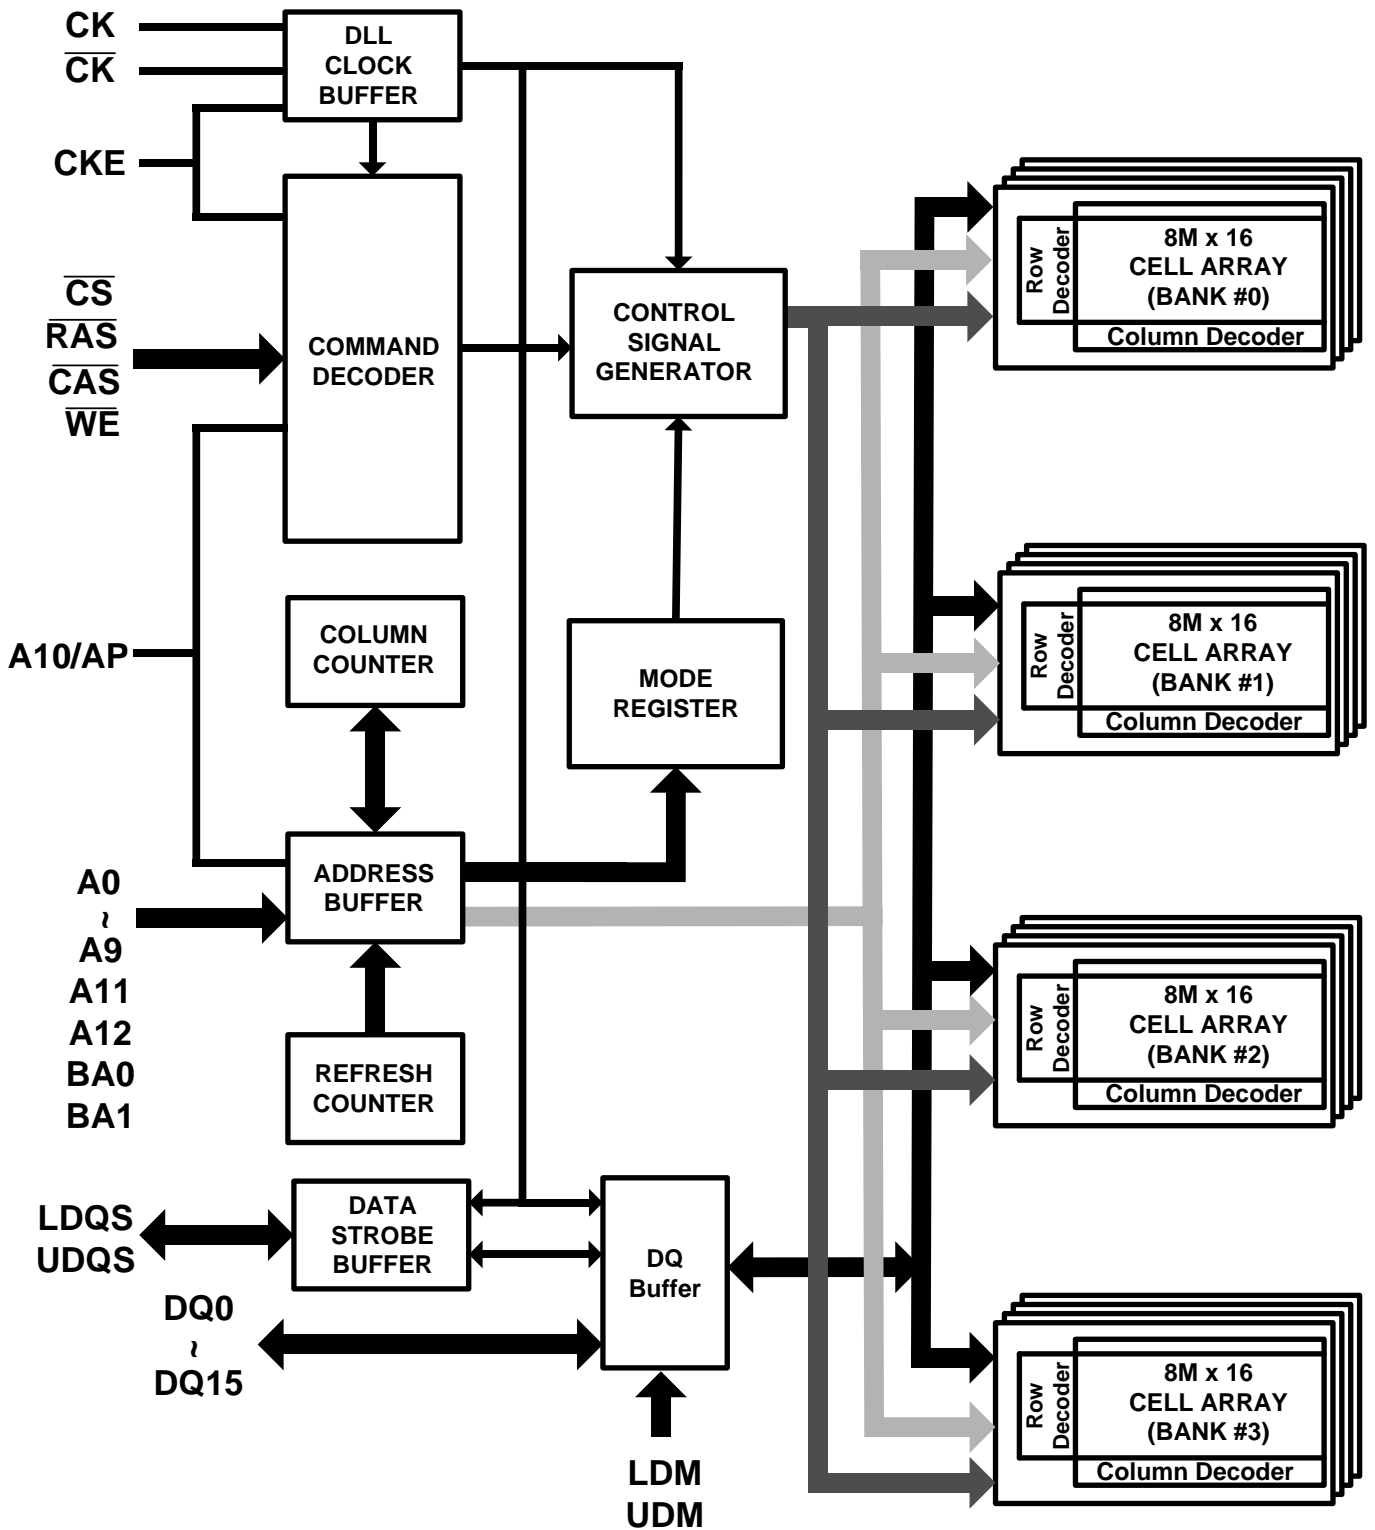 CK
CK
CKE
CS
RAS
CAS
WE
A10/AP
A0
~
A9
A11
A12
BA0
BA1
LDQS
UDQS
DQ0
~
DQ15
DLL
CLOCK
BUFFER
COMMAND
DECODER
COLUMN
COUNTER
ADDRESS
BUFFER
REFRESH
COUNTER
DATA
STROBE
BUFFER
CONTROL
SIGNAL
GENERATOR
MODE
REGISTER
DQ
Buffer
LDM
UDM
Row
Decoder
8M x 16
CELL ARRAY
(BANK #0)
Column Decoder
Row
Decoder
8M x 16
CELL ARRAY
(BANK #1)
Column Decoder
Row
Decoder
8M x 16
CELL ARRAY
(BANK #2)
Column Decoder
Row
Decoder
8M x 16
CELL ARRAY
(BANK #3)
Column Decoder